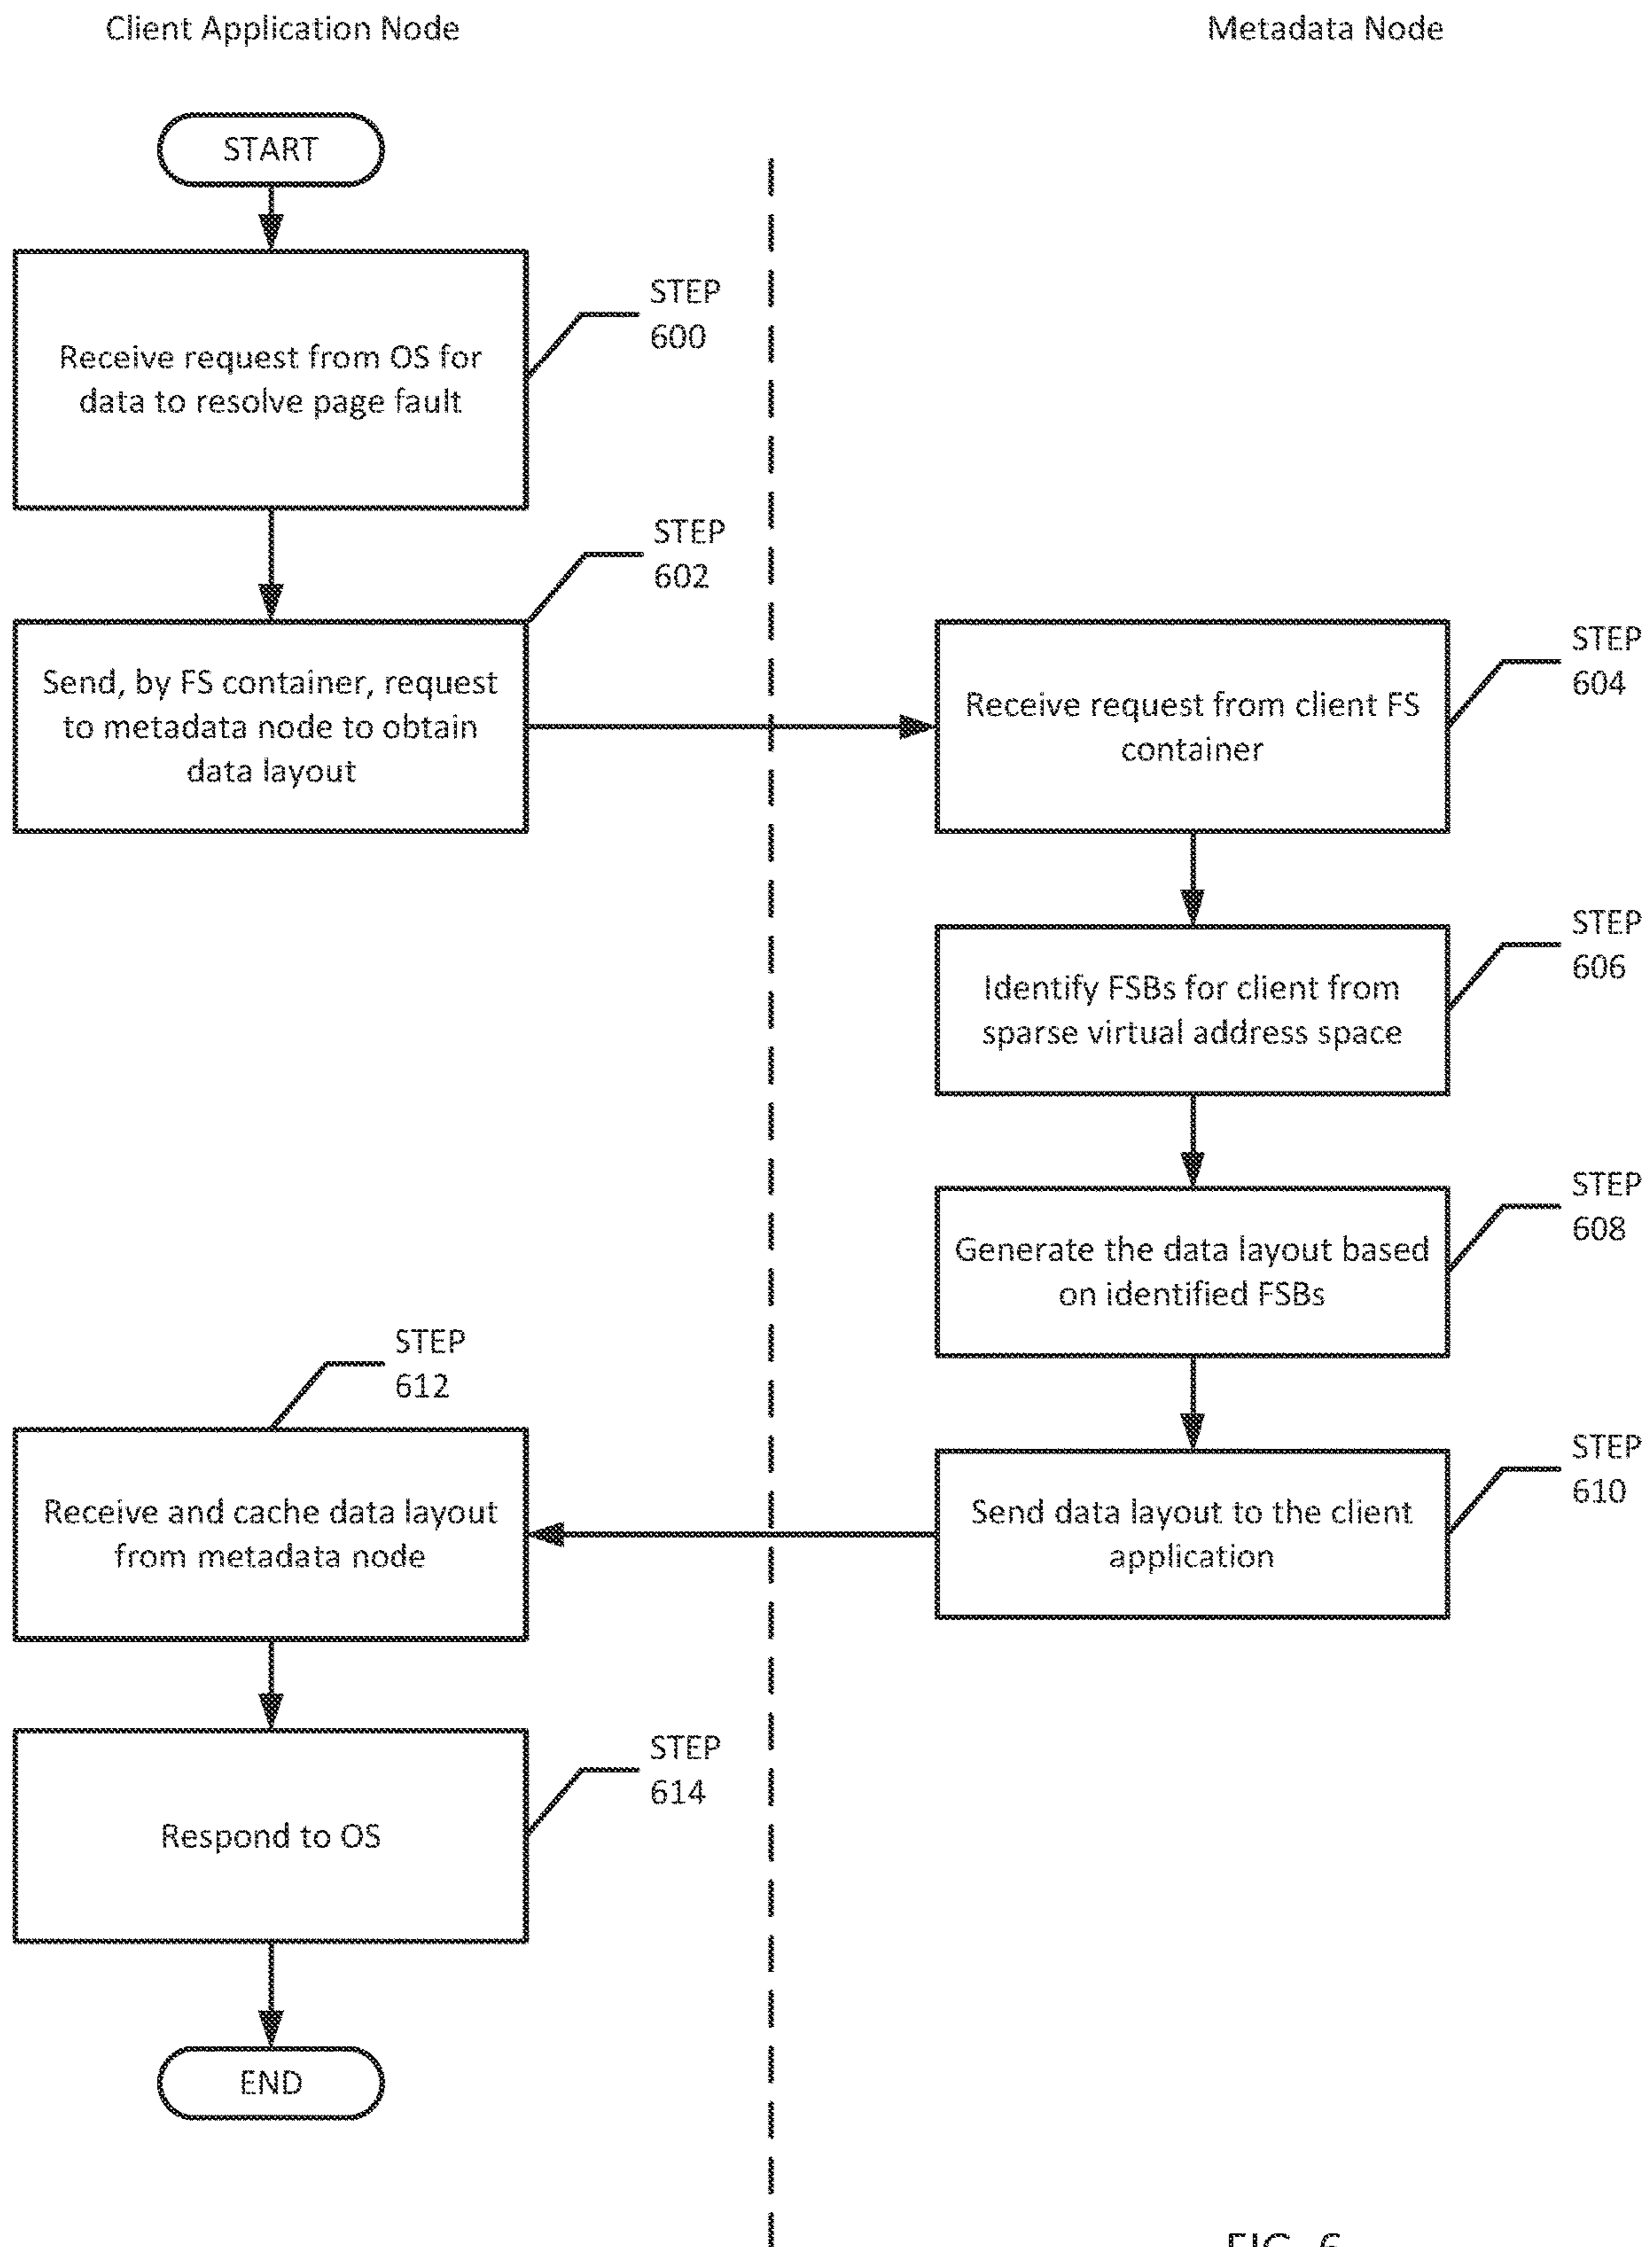 Client Application Node
Metadata Node
START
STEP
600
Receive request from OS for
data to resolve page fault
STEP
602
Send, by FS container, request
to metadata node to obtain
data layout
STEP
604
Receive request from client FS
container
STEP
606
Identify FSBs for client from
sparse virtual address space
STEP
608
Generate the data layout based
on identified FSBs
STEP
610
Send data layout to the client
application
STEP
612
Receive and cache data layout
from metadata node
STEP
614
Respond to OS
END
FIG. 6